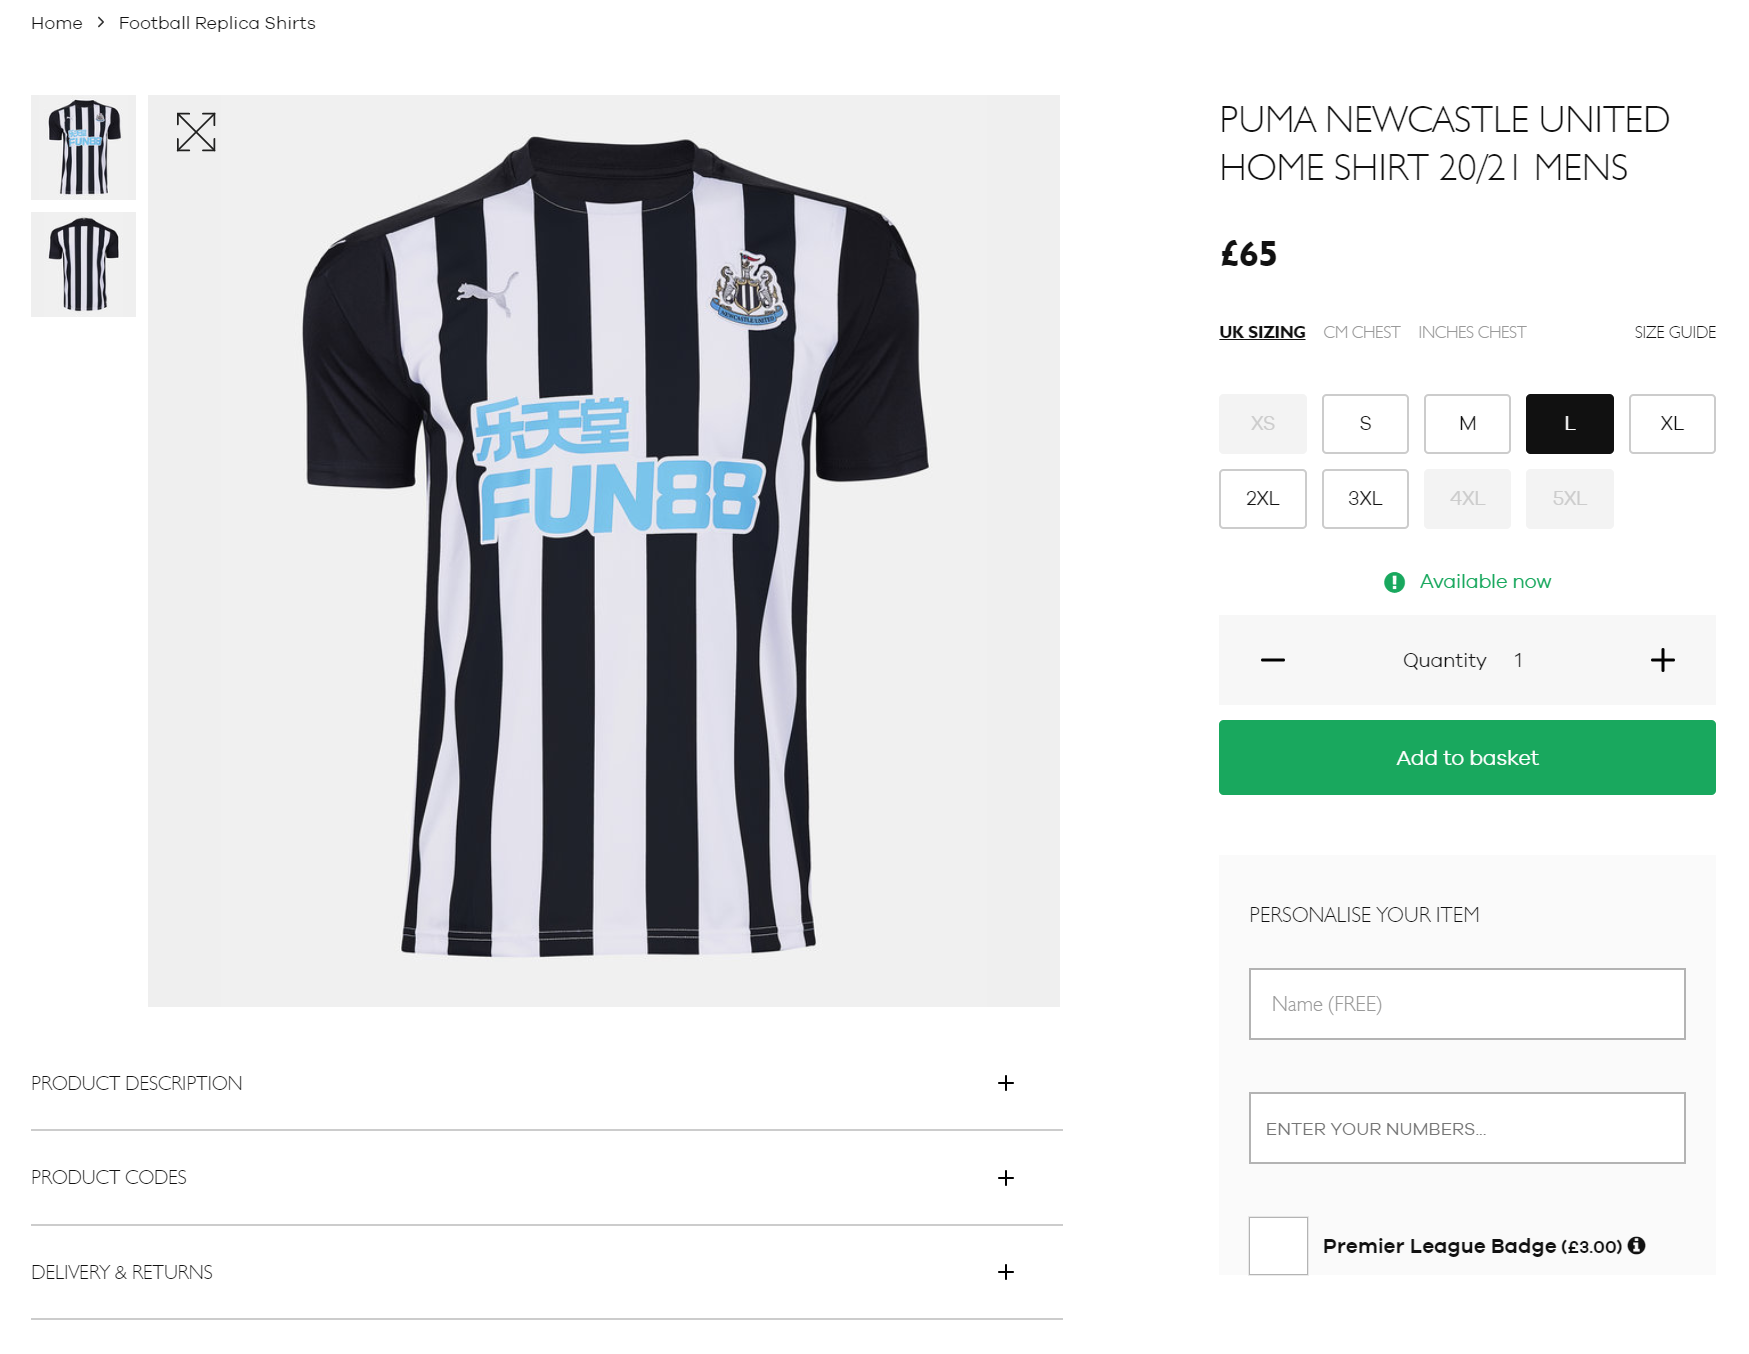 Home > Football Replica Shirts
乐天堂
FUN88
NEWCASTLE UNITED
PUMA NEWCASTLE UNITED
HOME SHIRT 20/21 MENS
£65
UK SIZING CM CHEST INCHES CHEST SIZE GUIDE
XS S M L XL
2XL 3XL 4XL 5XL
Available now
Quantity 1
Add to basket
PERSONALISE YOUR ITEM
Name (FREE)
ENTER YOUR NUMBERS...
Premier League Badge (£3.00)
PRODUCT DESCRIPTION
PRODUCT CODES
DELIVERY & RETURNS